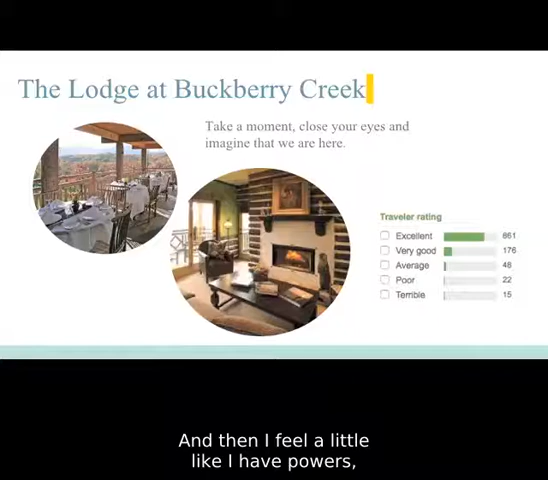 The Lodge at Buckberry Creek
Take a moment, close your eyes and
imagine that we are here.
Traveler rating
Excellent 861
Very good 176
Average 48
Poor 22
Terrible 15
And then I feel a little
like I have powers,